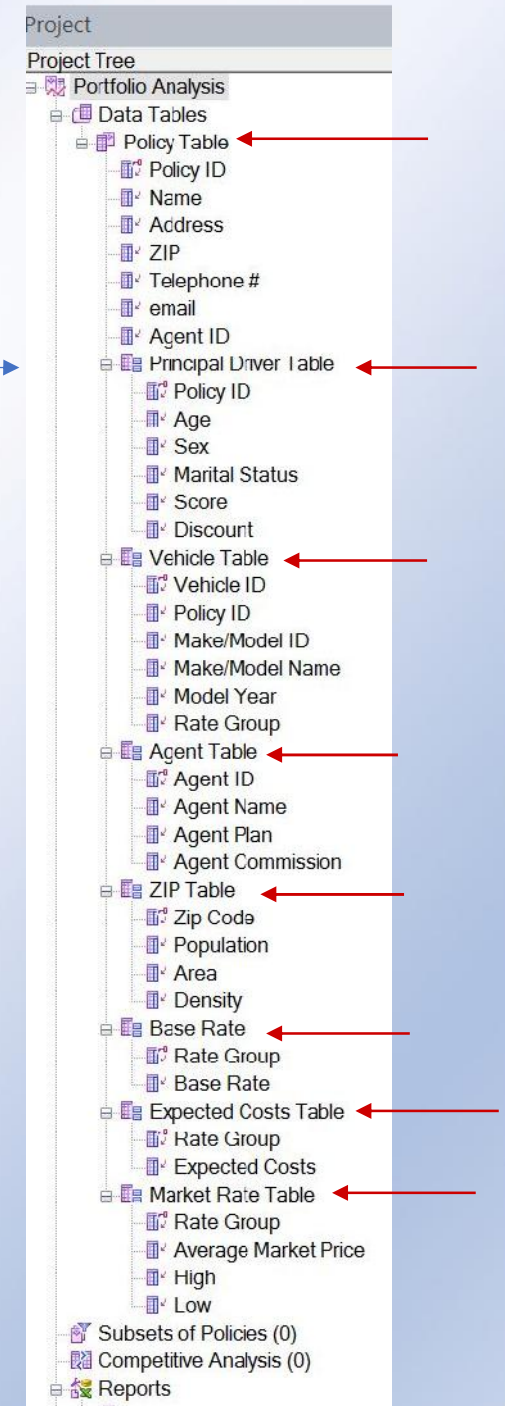 Project
Project Tree
Portfolio Analysis
Data Tables
Policy Table
Policy ID
Name
Address
ZIP
Telephone #
email
Agent ID
Principal Driver Table
Policy ID
Age
Sex
Marital Status
Score
Discount
Vehicle Table
Vehicle ID
Policy ID
Make/Model ID
Make/Model Name
Model Year
Rate Group
Agent Table
Agent ID
Agent Name
Agent Plan
Agent Commission
ZIP Table
Zip Code
Population
Area
Density
Base Rate
Rate Group
Base Rate
Expected Costs Table
Rate Group
Expected Costs
Market Rate Table
Rate Group
Average Market Price
High
Low
Subsets of Policies (0)
Competitive Analysis (0)
Reports